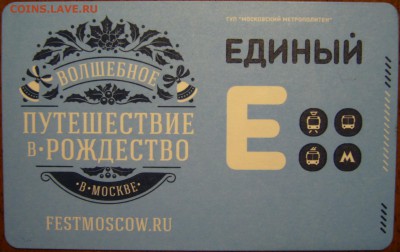 COINS.LAVE.RU
ГУП "МОСКОВСКИЙ МЕТРОПОЛИТЕН"
ЕДИНЫЙ
Е
М
ВОЛШЕБНОЕ
ПУТЕШЕСТВИЕ
В•РОЖДЕСТВО
•В•МОСКВЕ•
FESTMOSCOW.RU